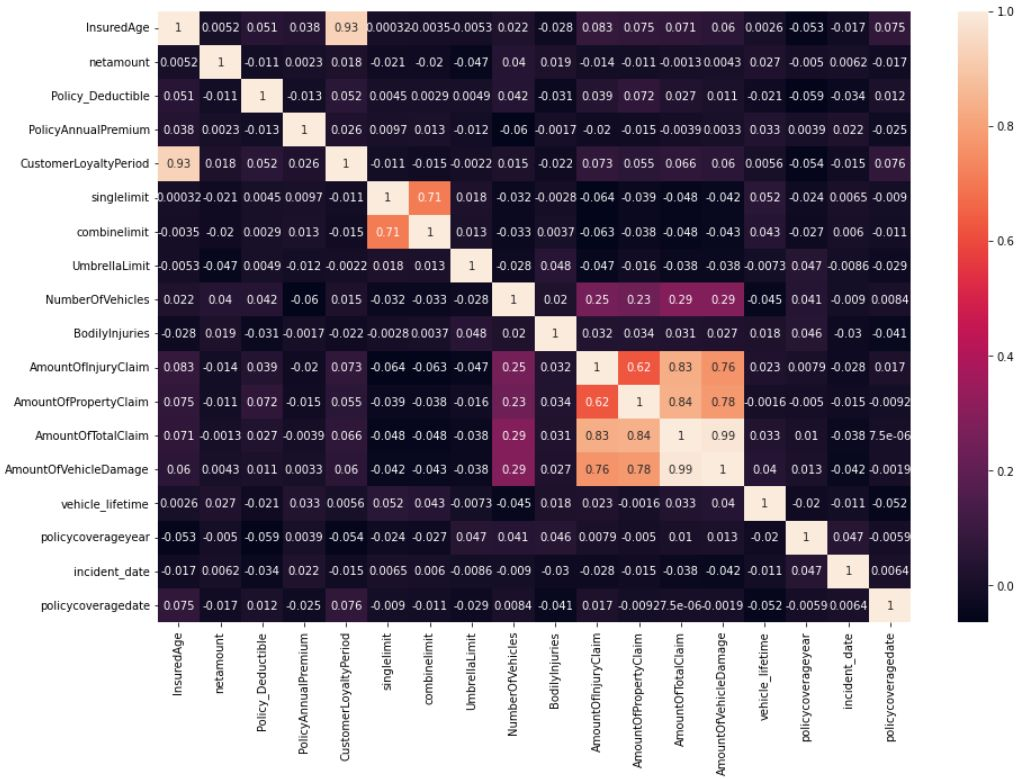 InsuredAge 1 0.0052 0.051 0.038 0.93 0.00032 -0.0035 -0.0053 0.022 -0.028 0.083 0.075 0.071 0.06 0.0026 -0.053 -0.017 0.075
netamount 0.0052 1 -0.011 0.0023 0.018 -0.021 -0.02 -0.047 0.04 0.019 -0.014 -0.011 -0.0013 0.0043 0.027 -0.005 0.0062 -0.017
Policy_Deductible 0.051 -0.011 1 -0.013 0.052 0.0045 0.0029 0.0049 0.042 -0.031 0.039 0.072 0.027 0.011 -0.021 -0.059 -0.034 0.012
PolicyAnnualPremium 0.038 0.0023 -0.013 1 0.026 0.0097 0.013 -0.012 -0.06 -0.0017 -0.02 -0.015 -0.0039 0.0033 0.033 0.0039 0.022 -0.025
CustomerLoyaltyPeriod 0.93 0.018 0.052 0.026 1 -0.011 -0.015 -0.0022 0.015 -0.022 0.073 0.055 0.066 0.06 0.0056 -0.054 -0.015 0.076
singlelimit 0.00032 -0.021 0.0045 0.0097 -0.011 1 0.71 0.018 -0.032 -0.0028 -0.064 -0.039 -0.048 -0.042 0.052 -0.024 0.0065 -0.009
combinelimit -0.0035 -0.02 0.0029 0.013 -0.015 0.71 1 0.013 -0.033 0.0037 -0.063 -0.038 -0.048 -0.043 0.043 -0.027 0.006 -0.011
UmbrellaLimit -0.0053 -0.047 0.0049 -0.012 -0.0022 0.018 0.013 1 -0.028 0.048 -0.047 -0.016 -0.038 -0.038 -0.0073 0.047 -0.0086 -0.029
NumberOfVehicles 0.022 0.04 0.042 -0.06 0.015 -0.032 -0.033 -0.028 1 0.02 0.25 0.23 0.29 0.29 -0.045 0.041 -0.009 0.0084
BodilyInjuries -0.028 0.019 -0.031 -0.0017 -0.022 -0.0028 0.0037 0.048 0.02 1 0.032 0.034 0.031 0.027 0.018 0.046 -0.03 -0.041
AmountOfInjuryClaim 0.083 -0.014 0.039 -0.02 0.073 -0.064 -0.063 -0.047 0.25 0.032 1 0.62 0.83 0.76 0.023 0.0079 -0.028 0.017
AmountOfPropertyClaim 0.075 -0.011 0.072 -0.015 0.055 -0.039 -0.038 -0.016 0.23 0.034 0.62 1 0.84 0.78 -0.0016 -0.005 -0.015 -0.0092
AmountOfTotalClaim 0.071 -0.0013 0.027 -0.0039 0.066 -0.048 -0.048 -0.038 0.29 0.031 0.83 0.84 1 0.99 0.033 0.01 -0.038 7.5e-06
AmountOfVehicleDamage 0.06 0.0043 0.011 0.0033 0.06 -0.042 -0.043 -0.038 0.29 0.027 0.76 0.78 0.99 1 0.04 0.013 -0.042 -0.0019
vehicle_lifetime 0.0026 0.027 -0.021 0.033 0.0056 0.052 0.043 -0.0073 -0.045 0.018 0.023 -0.0016 0.033 0.04 1 -0.02 -0.011 -0.052
policycoverageyear -0.053 -0.005 -0.059 0.0039 -0.054 -0.024 -0.027 0.047 0.041 0.046 0.0079 -0.005 0.01 0.013 -0.02 1 0.047 -0.0059
incident_date -0.017 0.0062 -0.034 0.022 -0.015 0.0065 0.006 -0.0086 -0.009 -0.03 -0.028 -0.015 -0.038 -0.042 -0.011 0.047 1 0.0064
policycoveragedate 0.075 -0.017 0.012 -0.025 0.076 -0.009 -0.011 -0.029 0.0084 -0.041 0.017 -0.0092 7.5e-06 -0.0019 -0.052 -0.0059 0.0064 1
InsuredAge
netamount
Policy_Deductible
PolicyAnnualPremium
CustomerLoyaltyPeriod
singlelimit
combinelimit
UmbrellaLimit
NumberOfVehicles
BodilyInjuries
AmountOfInjuryClaim
AmountOfPropertyClaim
AmountOfTotalClaim
AmountOfVehicleDamage
vehicle_lifetime
policycoverageyear
incident_date
policycoveragedate
1.0
0.8
0.6
0.4
0.2
0.0